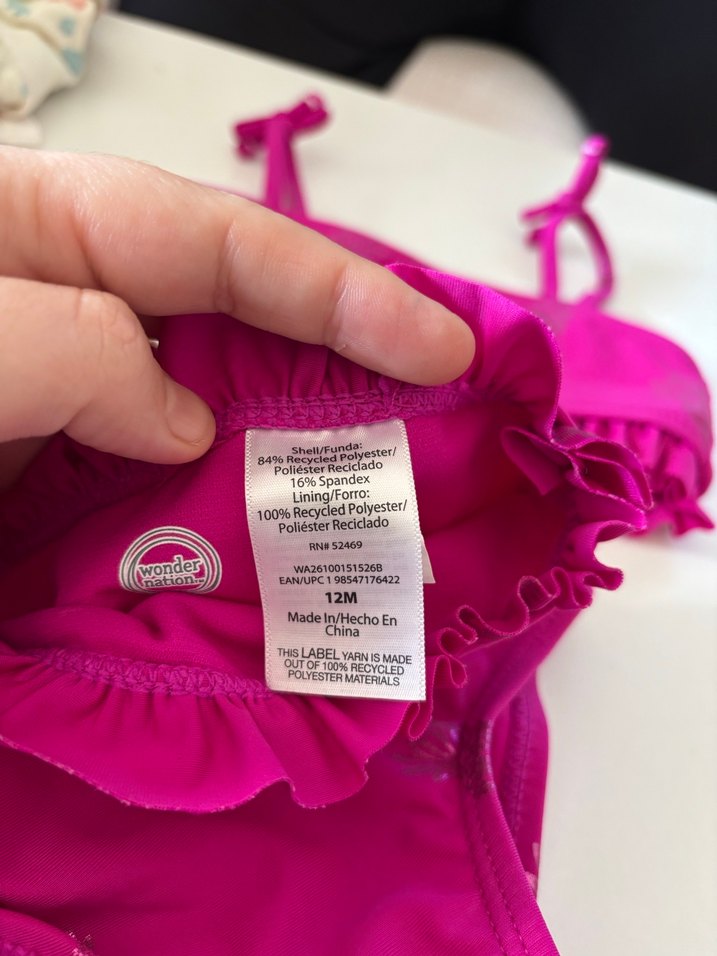 Shell/Funda:
84% Recycled Polyester/
Poliéster Reciclado
16% Spandex
Lining/Forro:
100% Recycled Polyester/
Poliéster Reciclado
RN# 52469
WA26100151526B
EAN/UPC 1 98547176422
12M
Made In/Hecho En
China
THIS LABEL YARN IS MADE
OUT OF 100% RECYCLED
POLYESTER MATERIALS
wonder
nation™